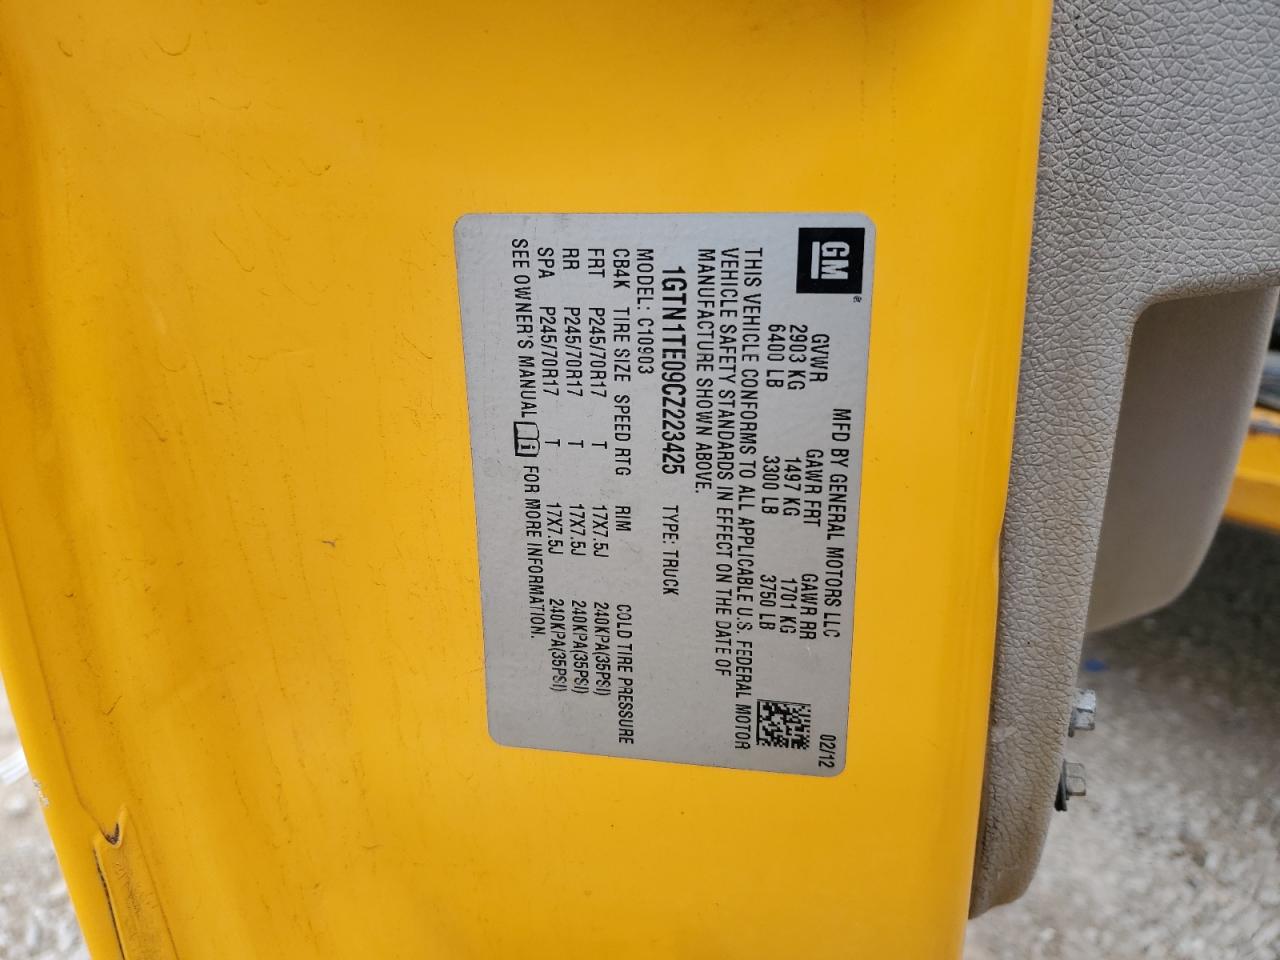 GM
MFD BY GENERAL MOTORS LLC 02/12
GVWR GAWR FRT GAWR RR
2903 KG 1497 KG 1701 KG
6400 LB 3300 LB 3750 LB
THIS VEHICLE CONFORMS TO ALL APPLICABLE U.S. FEDERAL MOTOR
VEHICLE SAFETY STANDARDS IN EFFECT ON THE DATE OF
MANUFACTURE SHOWN ABOVE.
1GTN1TE09CZ223425 TYPE: TRUCK
MODEL: C10903
CB4K TIRE SIZE SPEED RTG RIM COLD TIRE PRESSURE
FRT P245/70R17 T 17X7.5J 240KPA(35PSI)
RR P245/70R17 T 17X7.5J 240KPA(35PSI)
SPA P245/70R17 T 17X7.5J 240KPA(35PSI)
SEE OWNER'S MANUAL i FOR MORE INFORMATION.